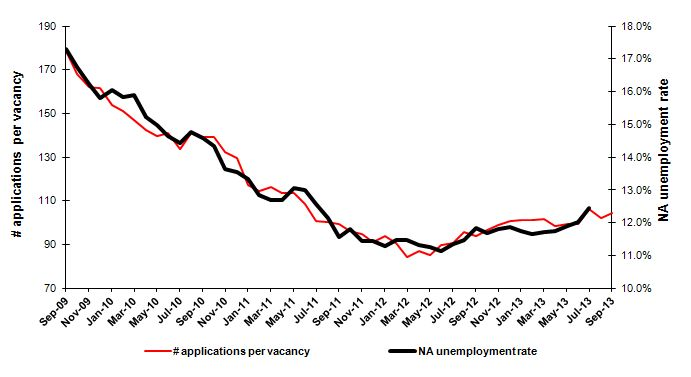 # applications per vacancy
190
170
150
130
110
90
70
NA unemployment rate
18.0%
17.0%
16.0%
15.0%
14.0%
13.0%
12.0%
11.0%
10.0%
Sep-09
Nov-09
Jan-10
Mar-10
May-10
Jul-10
Sep-10
Nov-10
Jan-11
Mar-11
May-11
Jul-11
Sep-11
Nov-11
Jan-12
Mar-12
May-12
Jul-12
Sep-12
Nov-12
Jan-13
Mar-13
May-13
Jul-13
Sep-13
# applications per vacancy
NA unemployment rate